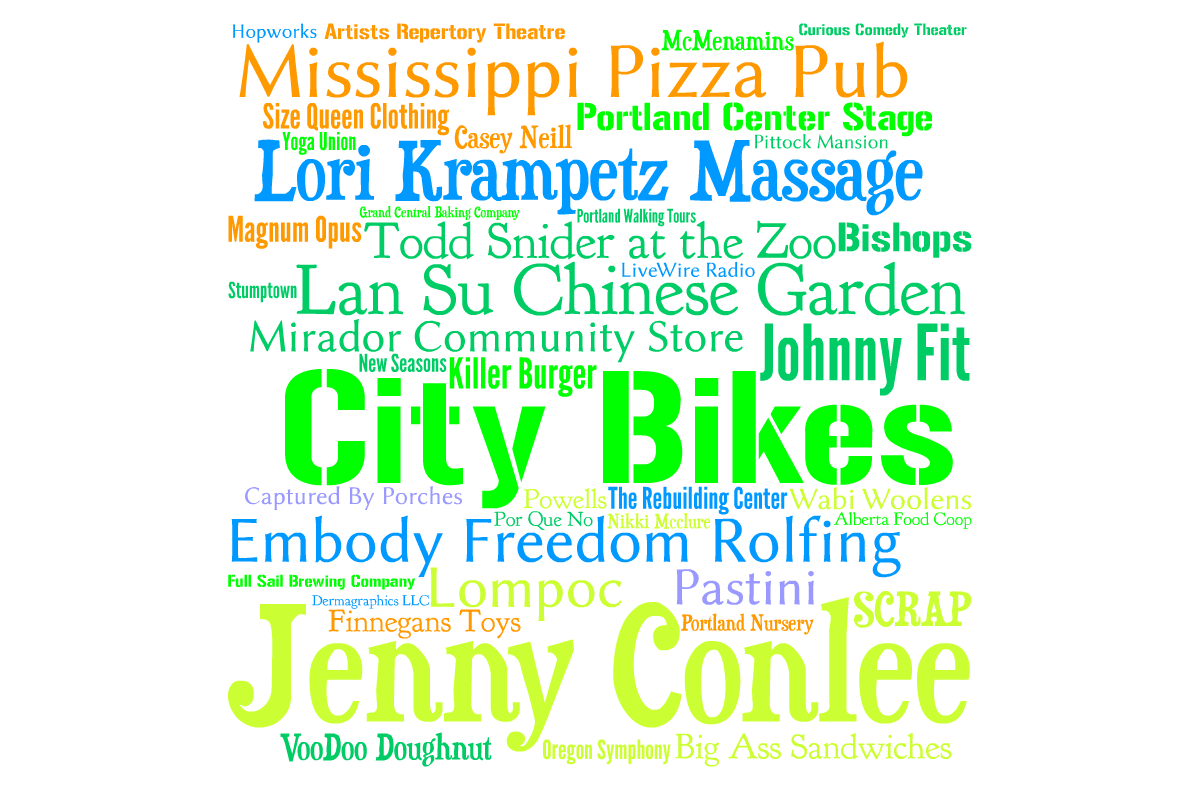 Hopworks
Artists Repertory Theatre
McMenamins
Curious Comedy Theater
Mississippi Pizza Pub
Size Queen Clothing
Portland Center Stage
Yoga Union
Casey Neill
Pittock Mansion
Lori Krampetz Massage
Grand Central Baking Company
Portland Walking Tours
Magnum Opus
Todd Snider at the Zoo
Bishops
LiveWire Radio
Stumptown
Lan Su Chinese Garden
Mirador Community Store
Johnny Fit
New Seasons
Killer Burger
City Bikes
Captured By Porches
Powells
The Rebuilding Center
Wabi Woolens
Por Que No
Nikki Mcclure
Alberta Food Coop
Embody Freedom Rolfing
Full Sail Brewing Company
Lompoc
Pastini
Dermagraphics LLC
SCRAP
Finnegans Toys
Portland Nursery
Jenny Conlee
VooDoo Doughnut
Oregon Symphony
Big Ass Sandwiches